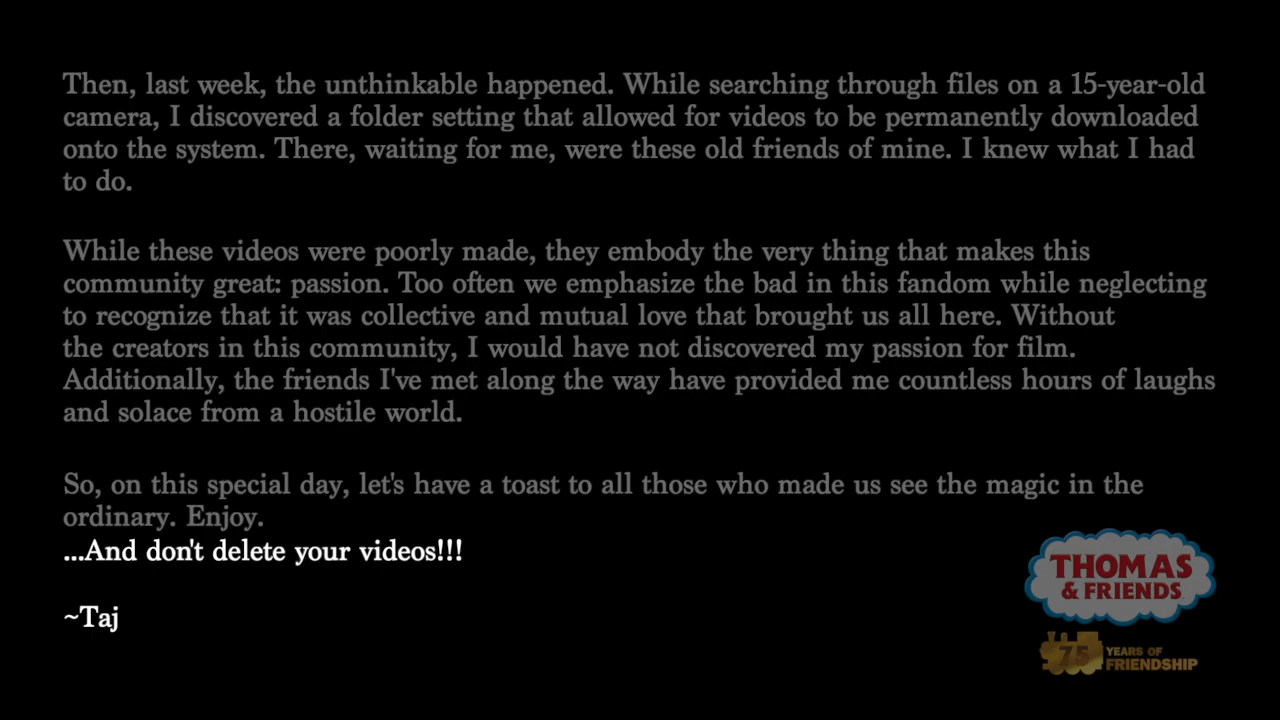 Then, last week, the unthinkable happened. While searching through files on a 15-year-old
camera, I discovered a folder setting that allowed for videos to be permanently downloaded
onto the system. There, waiting for me, were these old friends of mine. I knew what I had
to do.
While these videos were poorly made, they embody the very thing that makes this
community great: passion. Too often we emphasize the bad in this fandom while neglecting
to recognize that it was collective and mutual love that brought us all here. Without
the creators in this community, I would have not discovered my passion for film.
Additionally, the friends I've met along the way have provided me countless hours of laughs
and solace from a hostile world.
So, on this special day, let's have a toast to all those who made us see the magic in the
ordinary. Enjoy.
...And don't delete your videos!!!
~Taj
THOMAS
& FRIENDS
75 YEARS OF
FRIENDSHIP